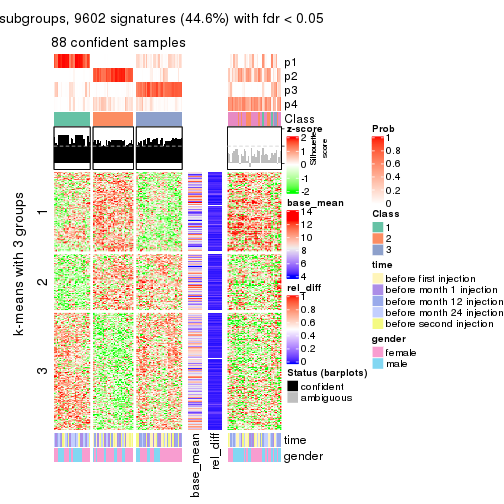 subgroups, 9602 signatures (44.6%) with fdr < 0.05
88 confident samples
p1
p2
p3
p4
Class
z-score
2
1
0
-1
-2
Silhouette
score
base_mean
14
12
10
8
6
4
rel_diff
1
0.8
0.6
0.4
0.2
0
Status (barplots)
confident
ambiguous
Prob
1
0.8
0.6
0.4
0.2
0
Class
1
2
3
time
before first injection
before month 1 injection
before month 12 injection
before month 24 injection
before second injection
gender
female
male
k-means with 3 groups
1
2
3
time
gender
base_mean
rel_diff